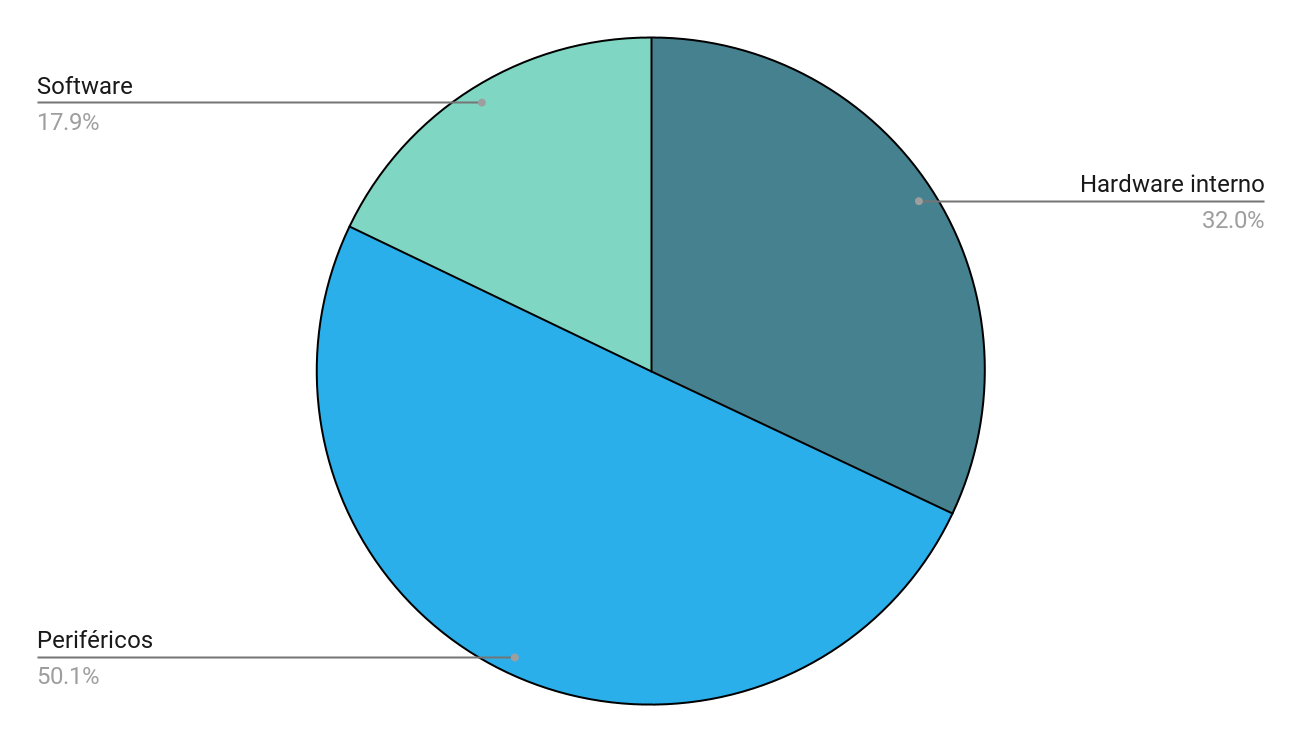 Software
17.9%
Hardware interno
32.0%
Periféricos
50.1%